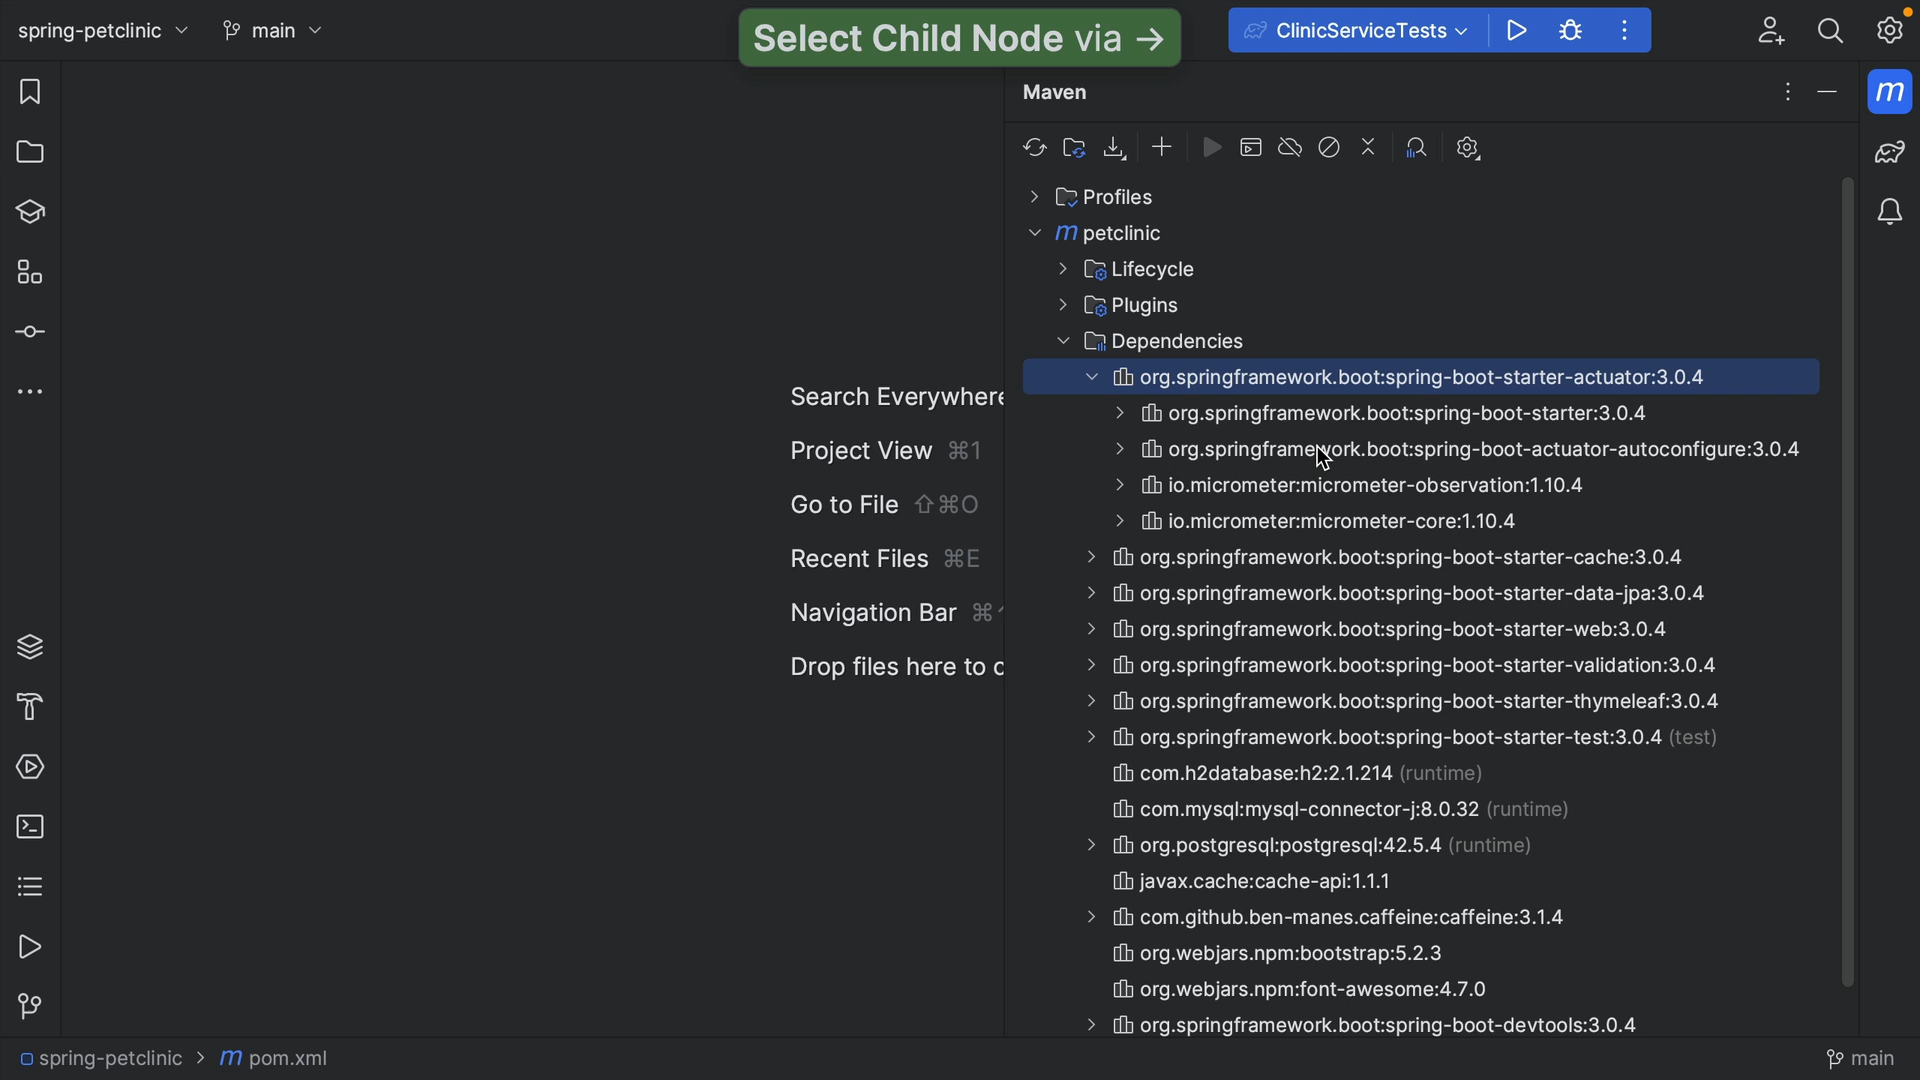 spring-petclinic
main
Select Child Node via →
ClinicServiceTests
Maven
m
Profiles
m petclinic
Lifecycle
Plugins
Dependencies
org.springframework.boot:spring-boot-starter-actuator:3.0.4
org.springframework.boot:spring-boot-starter:3.0.4
org.springframework.boot:spring-boot-actuator-autoconfigure:3.0.4
io.micrometer:micrometer-observation:1.10.4
io.micrometer:micrometer-core:1.10.4
org.springframework.boot:spring-boot-starter-cache:3.0.4
org.springframework.boot:spring-boot-starter-data-jpa:3.0.4
org.springframework.boot:spring-boot-starter-web:3.0.4
org.springframework.boot:spring-boot-starter-validation:3.0.4
org.springframework.boot:spring-boot-starter-thymeleaf:3.0.4
org.springframework.boot:spring-boot-starter-test:3.0.4 (test)
com.h2database:h2:2.1.214 (runtime)
com.mysql:mysql-connector-j:8.0.32 (runtime)
org.postgresql:postgresql:42.5.4 (runtime)
javax.cache:cache-api:1.1.1
com.github.ben-manes.caffeine:caffeine:3.1.4
org.webjars.npm:bootstrap:5.2.3
org.webjars.npm:font-awesome:4.7.0
org.springframework.boot:spring-boot-devtools:3.0.4
Search Everywhere
Project View ⌘1
Go to File ⇧⌘O
Recent Files ⌘E
Navigation Bar ⌘
Drop files here to
spring-petclinic > m pom.xml
main